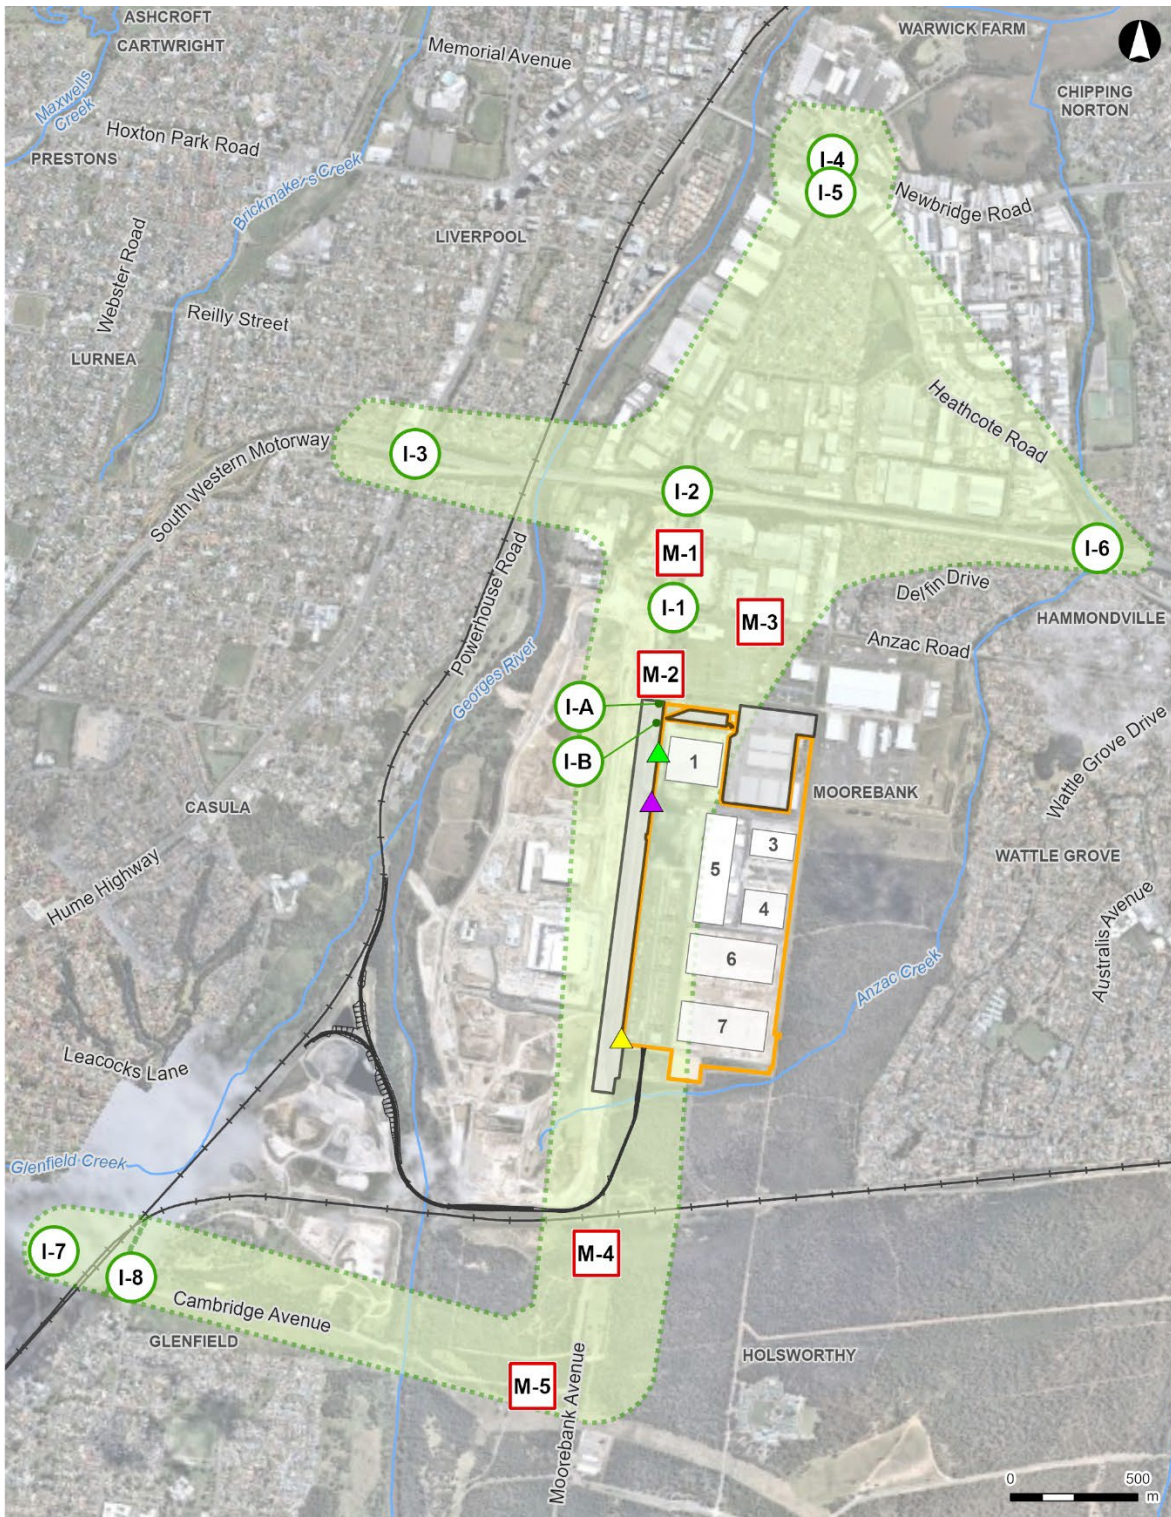 ASHCROFT
CARTWRIGHT
Memorial Avenue
WARWICK FARM
Maxwells
Creek
CHIPPING
NORTON
Hoxton Park Road
PRESTONS
Brickmakers Creek
I-4
I-5
Newbridge Road
Webster Road
LIVERPOOL
Reilly Street
LURNEA
Heathcote Road
South Western Motorway
I-3
I-2
M-1
I-6
Powerhouse Road
Delfin Drive
I-1
M-3
HAMMONDVILLE
Anzac Road
Georges River
M-2
I-A
I-B
1
Wattle Grove Drive
MOOREBANK
CASULA
3
5
WATTLE GROVE
Hume Highway
4
Australis Avenue
6
Anzac Creek
7
Leacocks Lane
Glenfield Creek
I-7
M-4
I-8
Cambridge Avenue
GLENFIELD
HOLSWORTHY
M-5
Moorebank Avenue
0 500
m